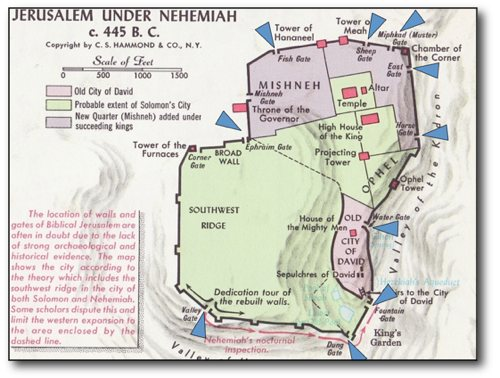 JERUSALEM UNDER NEHEMIAH
c. 445 B. C.
Copyright by C. S. HAMMOND & CO., N. Y.
Scale of Feet
0 500 1000 1500
Old City of David
Probable extent of Solomon's City
New Quarter (Mishneh) added under
succeeding kings
Tower of
Hananeel
Tower of
Meah
Mishkad (Muster)
Gate
Chamber of
the Corner
Fish Gate
Sheep
Gate
East
Gate
MISHNEH
Mishneh
Gate
Altar
Temple
Throne of the
Governor
High House
of the King
Horse
Gate
Ephraim Gate
Tower of the
Furnaces
Corner
Gate
BROAD
WALL
Projecting
Tower
OPHEL
Ophel
Tower
Valley of the Kidron
SOUTHWEST
RIDGE
OLD
CITY
OF
DAVID
House of
the Mighty Men
Water Gate
Sepulchres of David
The location of walls and
gates of Biblical Jerusalem are
often in doubt due to the lack
of strong archaeological and
historical evidence. The map
shows the city according to
the theory which includes the
southwest ridge in the city of
both Solomon and Nehemiah.
Some scholars dispute this and
limit the western expansion to
the area enclosed by the
dashed line.
Dedication tour of
the rebuilt walls.
to the City
of David
Valley
Gate
Fountain
Gate
Nehemiah's nocturnal
inspection.
King's
Garden
Dung
Gate
Valley of